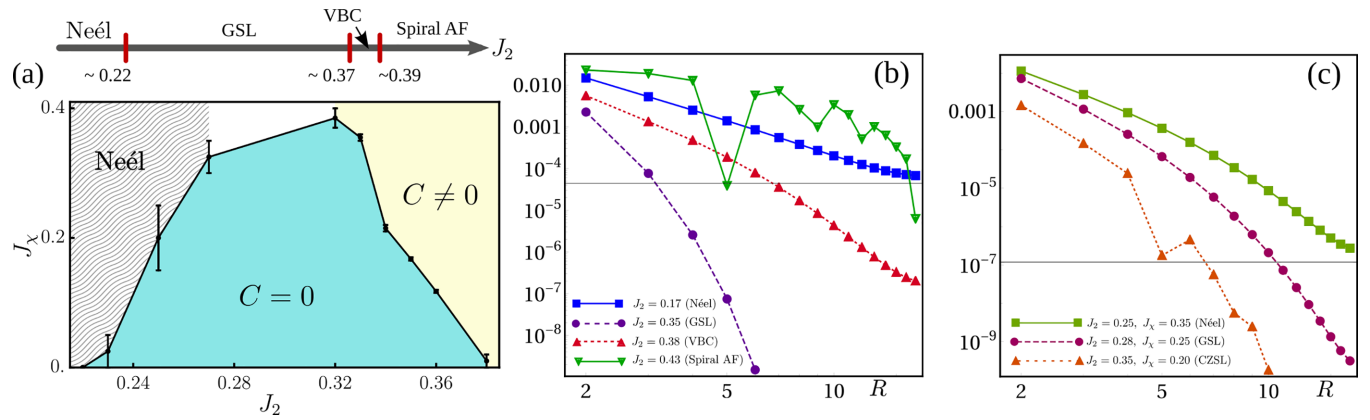 Neél GSL VBC Spiral AF J₂
~ 0.22 ~ 0.37 ~0.39
(a)
0.4
0.2
0.
Jχ
Neél
C ≠ 0
C = 0
0.24 0.28 0.32 0.36
J₂
(b)
0.010
0.001
10⁻⁴
10⁻⁵
10⁻⁶
10⁻⁷
10⁻⁸
J₂ = 0.17 (Néel)
J₂ = 0.35 (GSL)
J₂ = 0.38 (VBC)
J₂ = 0.43 (Spiral AF)
2 5 10 R
(c)
0.001
10⁻⁵
10⁻⁷
10⁻⁹
J₂ = 0.25, Jχ = 0.35 (Néel)
J₂ = 0.28, Jχ = 0.25 (GSL)
J₂ = 0.35, Jχ = 0.20 (CZSL)
2 5 10 R